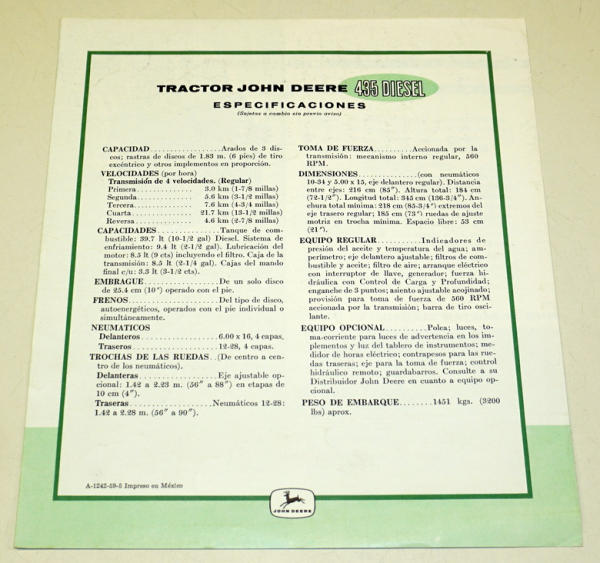 TRACTOR JOHN DEERE 435 DIESEL
ESPECIFICACIONES
(Sujetas a cambio sin previo aviso)
CAPACIDAD....................Arados de 3 dis-
cos; rastras de discos de 1.83 m. (6 pies) de tiro
excéntrico y otros implementos en proporción.
VELOCIDADES (por hora)
Transmisión de 4 velocidades. (Regular)
Primera.................3.0 km (1-7/8 millas)
Segunda.................5.6 km (3-1/2 millas)
Tercera.................7.6 km (4-3/4 millas)
Cuarta................21.7 km (13-1/2 millas)
Reversa.................4.6 km (2-7/8 millas)
CAPACIDADES................Tanque de com-
bustible: 39.7 lt (10-1/2 gal) Diesel. Sistema de
enfriamiento: 9.4 lt (2-1/2 gal). Lubricación del
motor: 8.3 lt (9 cts) incluyendo el filtro. Caja de la
transmisión: 8.5 lt (2-1/4 gal). Cajas del mando
final c/u: 3.3 lt (3-1/2 cts).
EMBRAGUE....................De un solo disco
de 25.4 cm (10") operado con el pie.
FRENOS.......................Del tipo de disco,
autoenergéticos, operados con el pie individual o
simultáneamente.
NEUMATICOS
Delanteros...................6.00 x 16, 4 capas,
Traseros.......................12-28, 4 capas.
TROCHAS DE LAS RUEDAS..(De centro a cen-
tro de los neumáticos).
Delanteras....................Eje ajustable op-
cional: 1.42 a 2.23 m. (56" a 88") en etapas de
10 cm (4").
Traseras...................Neumáticos 12-28:
1.42 a 2.28 m. (56" a 90").
TOMA DE FUERZA..........Accionada por la
transmisión: mecanismo interno regular, 560
RPM.
DIMENSIONES...............(con neumáticos
10-34 y 5.00 x 15, eje delantero regular). Distancia
entre ejes: 216 cm (85"). Altura total: 184 cm
(72-1/2"). Longitud total: 345 cm (136-3/4"). An-
chura total mínima: 218 cm (85-3/4") extremos del
eje trasero regular; 185 cm (73") ruedas de ajuste
motriz en trocha mínima. Espacio libre: 53 cm
(21").
EQUIPO REGULAR...........Indicadores de
presión del aceite y temperatura del agua; am-
perímetro; eje delantero ajustable; filtros de com-
bustible y aceite; filtro de aire; arranque eléctrico
con interruptor de llave, generador; fuerza hi-
dráulica con Control de Carga y Profundidad;
enganche de 3 puntos; asiento ajustable acojinado;
provisión para toma de fuerza de 560 RPM
accionada por la transmisión; barra de tiro osci-
lante.
EQUIPO OPCIONAL..........Polea; luces, to-
ma-corriente para luces de advertencia en los im-
plementos y luz del tablero de instrumentos; me-
didor de horas eléctrico; contrapesos para las rue-
das traseras; eje para la toma de fuerza; control
hidráulico remoto; guardabarros. Consulte a su
Distribuidor John Deere en cuanto a equipo op-
cional.
PESO DE EMBARQUE........1451 kgs. (3200
lbs) aprox.
A-1242-59-5 Impreso en México
JOHN DEERE